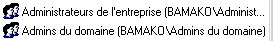 Administrateurs de l'entreprise (BAMAKO\Administ...
Admins du domaine (BAMAKO\Admins du domaine)